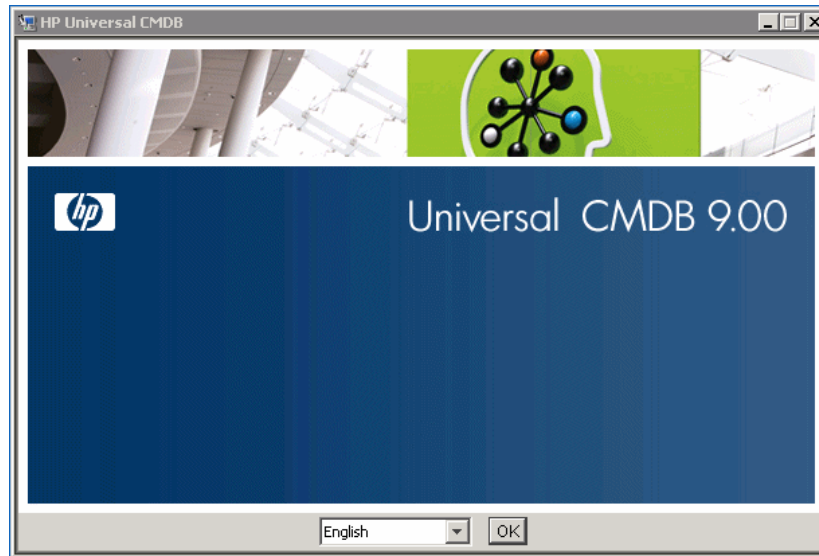 HP Universal CMDB
hp
Universal CMDB 9.00
English
OK